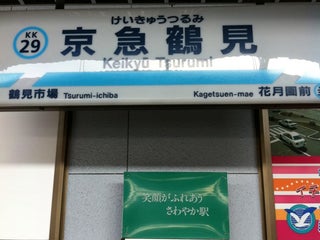 けいきゅうつるみ
KK
29
京急鶴見
Keikyū Tsurumi
鶴見市場 Tsurumi-ichiba
Kagetsuen-mae 花月園前
笑顔がふれあう
さわやか駅